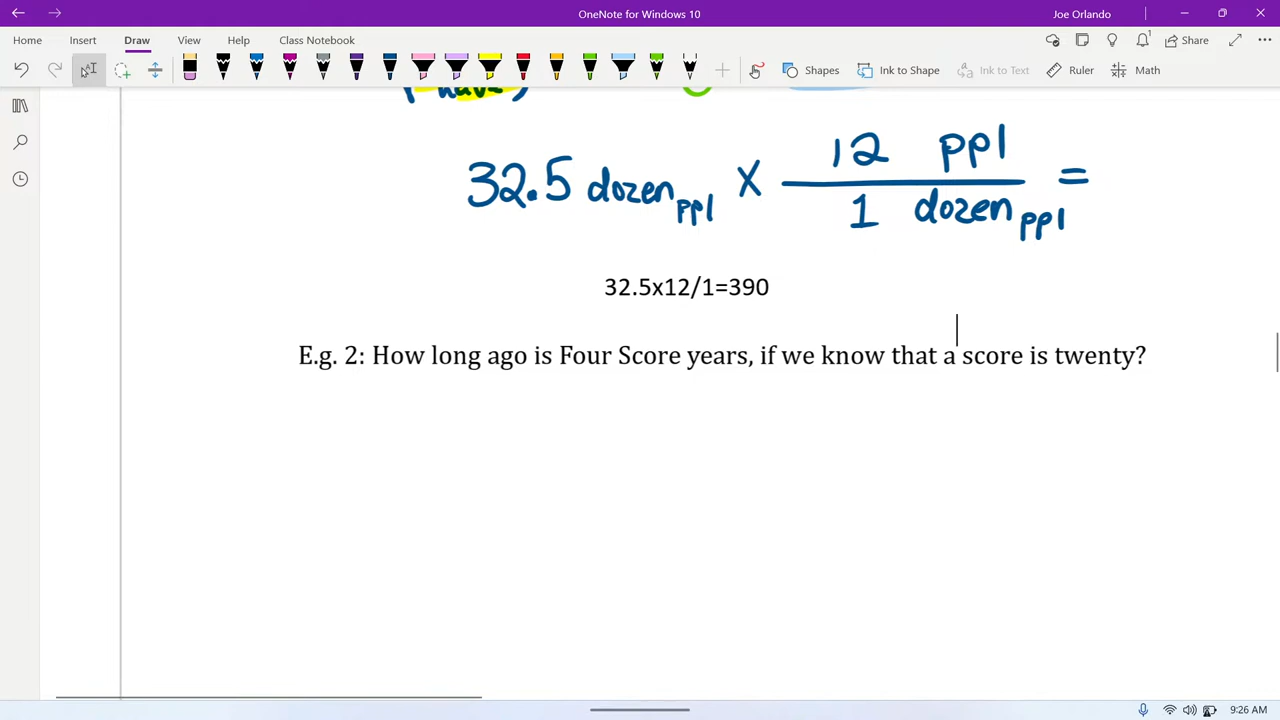 OneNote for Windows 10
Joe Orlando
Home Insert Draw View Help Class Notebook
Share
Shapes Ink to Shape Ink to Text Ruler Math
have
32.5 dozen ppl X 12 ppl =
1 dozen ppl
32.5x12/1=390
E.g. 2: How long ago is Four Score years, if we know that a score is twenty?
9:26 AM